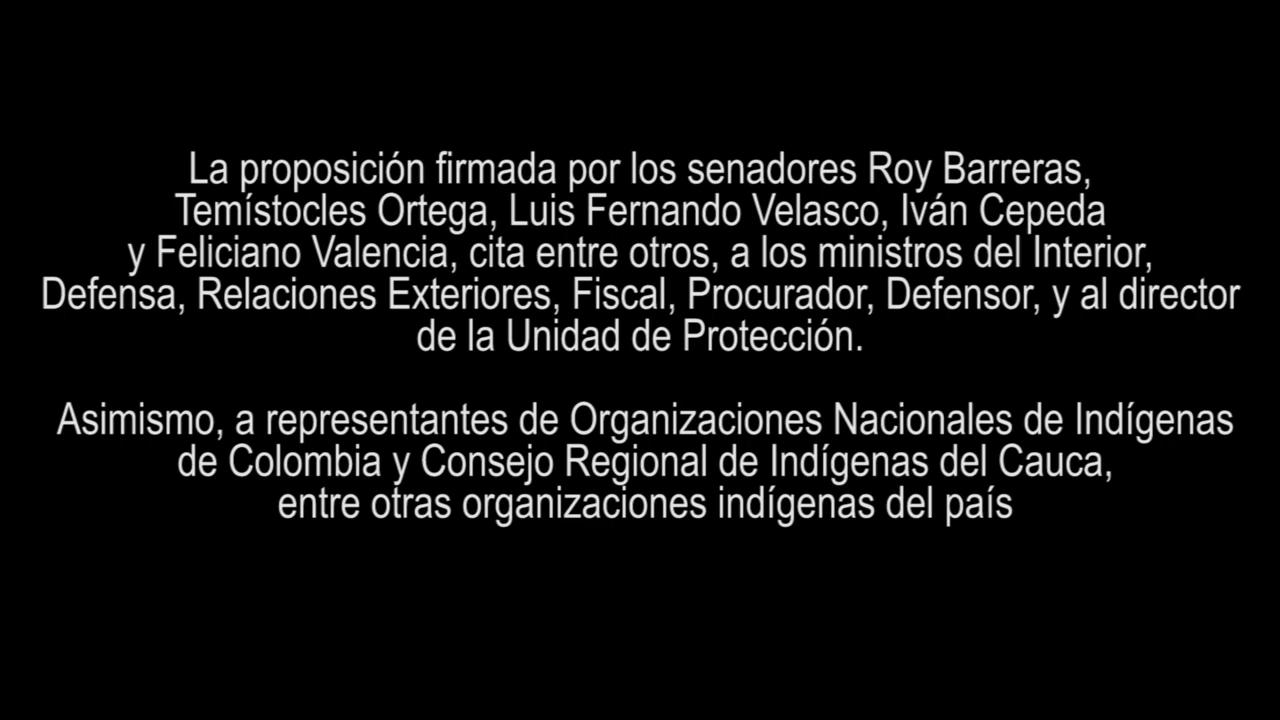 La proposición firmada por los senadores Roy Barreras,
Temístocles Ortega, Luis Fernando Velasco, Iván Cepeda
y Feliciano Valencia, cita entre otros, a los ministros del Interior,
Defensa, Relaciones Exteriores, Fiscal, Procurador, Defensor, y al director
de la Unidad de Protección.
Asimismo, a representantes de Organizaciones Nacionales de Indígenas
de Colombia y Consejo Regional de Indígenas del Cauca,
entre otras organizaciones indígenas del país